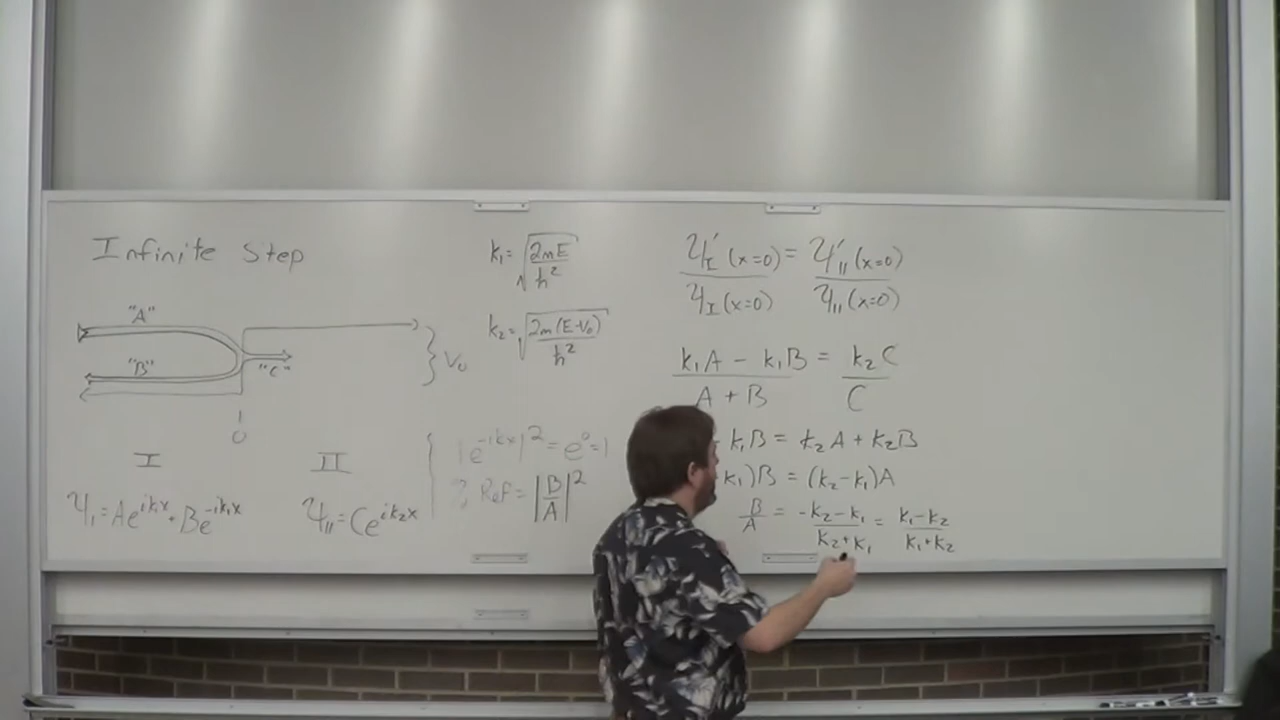 Infinite Step
"A"
"B"
"C"
V₀
0
I II
Ψ_I = Ae^{ik₁x} + Be^{-ik₁x}
Ψ_II = Ce^{ik₂x}
k₁ = √(2mE/ħ²)
k₂ = √(2m(E-V₀)/ħ²)
|e^{-ikx}|² = e⁰ = 1
% Ref = |B/A|²
Ψ'_I (x=0) / Ψ_I (x=0) = Ψ'_II (x=0) / Ψ_II (x=0)
(k₁A - k₁B) / (A + B) = k₂C / C
k₁B = k₂A + k₂B
k₁)B = (k₂-k₁)A
B/A = (-k₂-k₁)/(k₂+k₁) = (k₁-k₂)/(k₁+k₂)